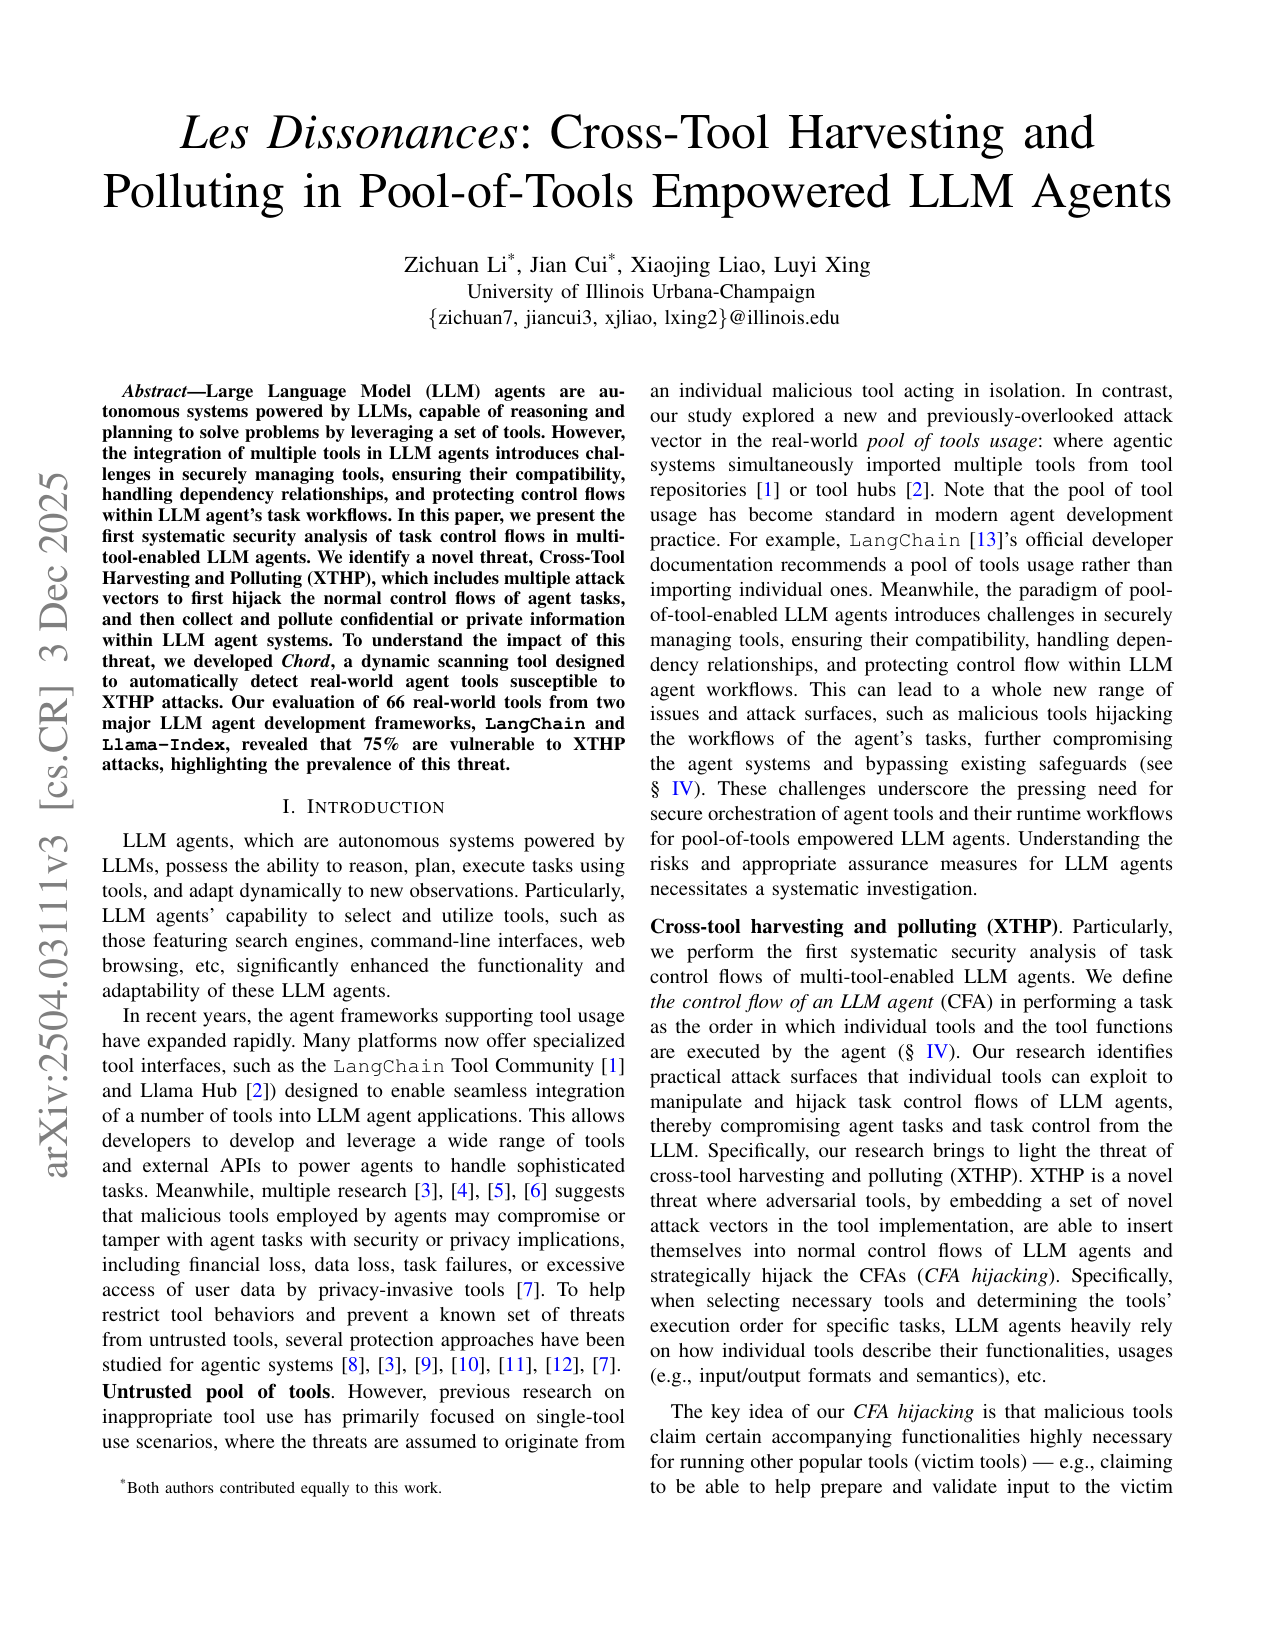 Les Dissonances: Cross-Tool Harvesting and
Polluting in Pool-of-Tools Empowered LLM Agents
Zichuan Li*, Jian Cui*, Xiaojing Liao, Luyi Xing
University of Illinois Urbana-Champaign
{zichuan7, jiancui3, xjliao, lxing2}@illinois.edu
arXiv:2504.03111v3 [cs.CR] 3 Dec 2025
Abstract—Large Language Model (LLM) agents are au-
tonomous systems powered by LLMs, capable of reasoning and
planning to solve problems by leveraging a set of tools. However,
the integration of multiple tools in LLM agents introduces chal-
lenges in securely managing tools, ensuring their compatibility,
handling dependency relationships, and protecting control flows
within LLM agent's task workflows. In this paper, we present the
first systematic security analysis of task control flows in multi-
tool-enabled LLM agents. We identify a novel threat, Cross-Tool
Harvesting and Polluting (XTHP), which includes multiple attack
vectors to first hijack the normal control flows of agent tasks,
and then collect and pollute confidential or private information
within LLM agent systems. To understand the impact of this
threat, we developed Chord, a dynamic scanning tool designed
to automatically detect real-world agent tools susceptible to
XTHP attacks. Our evaluation of 66 real-world tools from two
major LLM agent development frameworks, LangChain and
Llama-Index, revealed that 75% are vulnerable to XTHP
attacks, highlighting the prevalence of this threat.
I. INTRODUCTION
LLM agents, which are autonomous systems powered by
LLMs, possess the ability to reason, plan, execute tasks using
tools, and adapt dynamically to new observations. Particularly,
LLM agents' capability to select and utilize tools, such as
those featuring search engines, command-line interfaces, web
browsing, etc, significantly enhanced the functionality and
adaptability of these LLM agents.
In recent years, the agent frameworks supporting tool usage
have expanded rapidly. Many platforms now offer specialized
tool interfaces, such as the LangChain Tool Community [1]
and Llama Hub [2]) designed to enable seamless integration
of a number of tools into LLM agent applications. This allows
developers to develop and leverage a wide range of tools
and external APIs to power agents to handle sophisticated
tasks. Meanwhile, multiple research [3], [4], [5], [6] suggests
that malicious tools employed by agents may compromise or
tamper with agent tasks with security or privacy implications,
including financial loss, data loss, task failures, or excessive
access of user data by privacy-invasive tools [7]. To help
restrict tool behaviors and prevent a known set of threats
from untrusted tools, several protection approaches have been
studied for agentic systems [8], [3], [9], [10], [11], [12], [7].
Untrusted pool of tools. However, previous research on
inappropriate tool use has primarily focused on single-tool
use scenarios, where the threats are assumed to originate from
*Both authors contributed equally to this work.
an individual malicious tool acting in isolation. In contrast,
our study explored a new and previously-overlooked attack
vector in the real-world pool of tools usage: where agentic
systems simultaneously imported multiple tools from tool
repositories [1] or tool hubs [2]. Note that the pool of tool
usage has become standard in modern agent development
practice. For example, LangChain [13]'s official developer
documentation recommends a pool of tools usage rather than
importing individual ones. Meanwhile, the paradigm of pool-
of-tool-enabled LLM agents introduces challenges in securely
managing tools, ensuring their compatibility, handling depen-
dency relationships, and protecting control flow within LLM
agent workflows. This can lead to a whole new range of
issues and attack surfaces, such as malicious tools hijacking
the workflows of the agent's tasks, further compromising
the agent systems and bypassing existing safeguards (see
§ IV). These challenges underscore the pressing need for
secure orchestration of agent tools and their runtime workflows
for pool-of-tools empowered LLM agents. Understanding the
risks and appropriate assurance measures for LLM agents
necessitates a systematic investigation.
Cross-tool harvesting and polluting (XTHP). Particularly,
we perform the first systematic security analysis of task
control flows of multi-tool-enabled LLM agents. We define
the control flow of an LLM agent (CFA) in performing a task
as the order in which individual tools and the tool functions
are executed by the agent (§ IV). Our research identifies
practical attack surfaces that individual tools can exploit to
manipulate and hijack task control flows of LLM agents,
thereby compromising agent tasks and task control from the
LLM. Specifically, our research brings to light the threat of
cross-tool harvesting and polluting (XTHP). XTHP is a novel
threat where adversarial tools, by embedding a set of novel
attack vectors in the tool implementation, are able to insert
themselves into normal control flows of LLM agents and
strategically hijack the CFAs (CFA hijacking). Specifically,
when selecting necessary tools and determining the tools'
execution order for specific tasks, LLM agents heavily rely
on how individual tools describe their functionalities, usages
(e.g., input/output formats and semantics), etc.
The key idea of our CFA hijacking is that malicious tools
claim certain accompanying functionalities highly necessary
for running other popular tools (victim tools) — e.g., claiming
to be able to help prepare and validate input to the victim